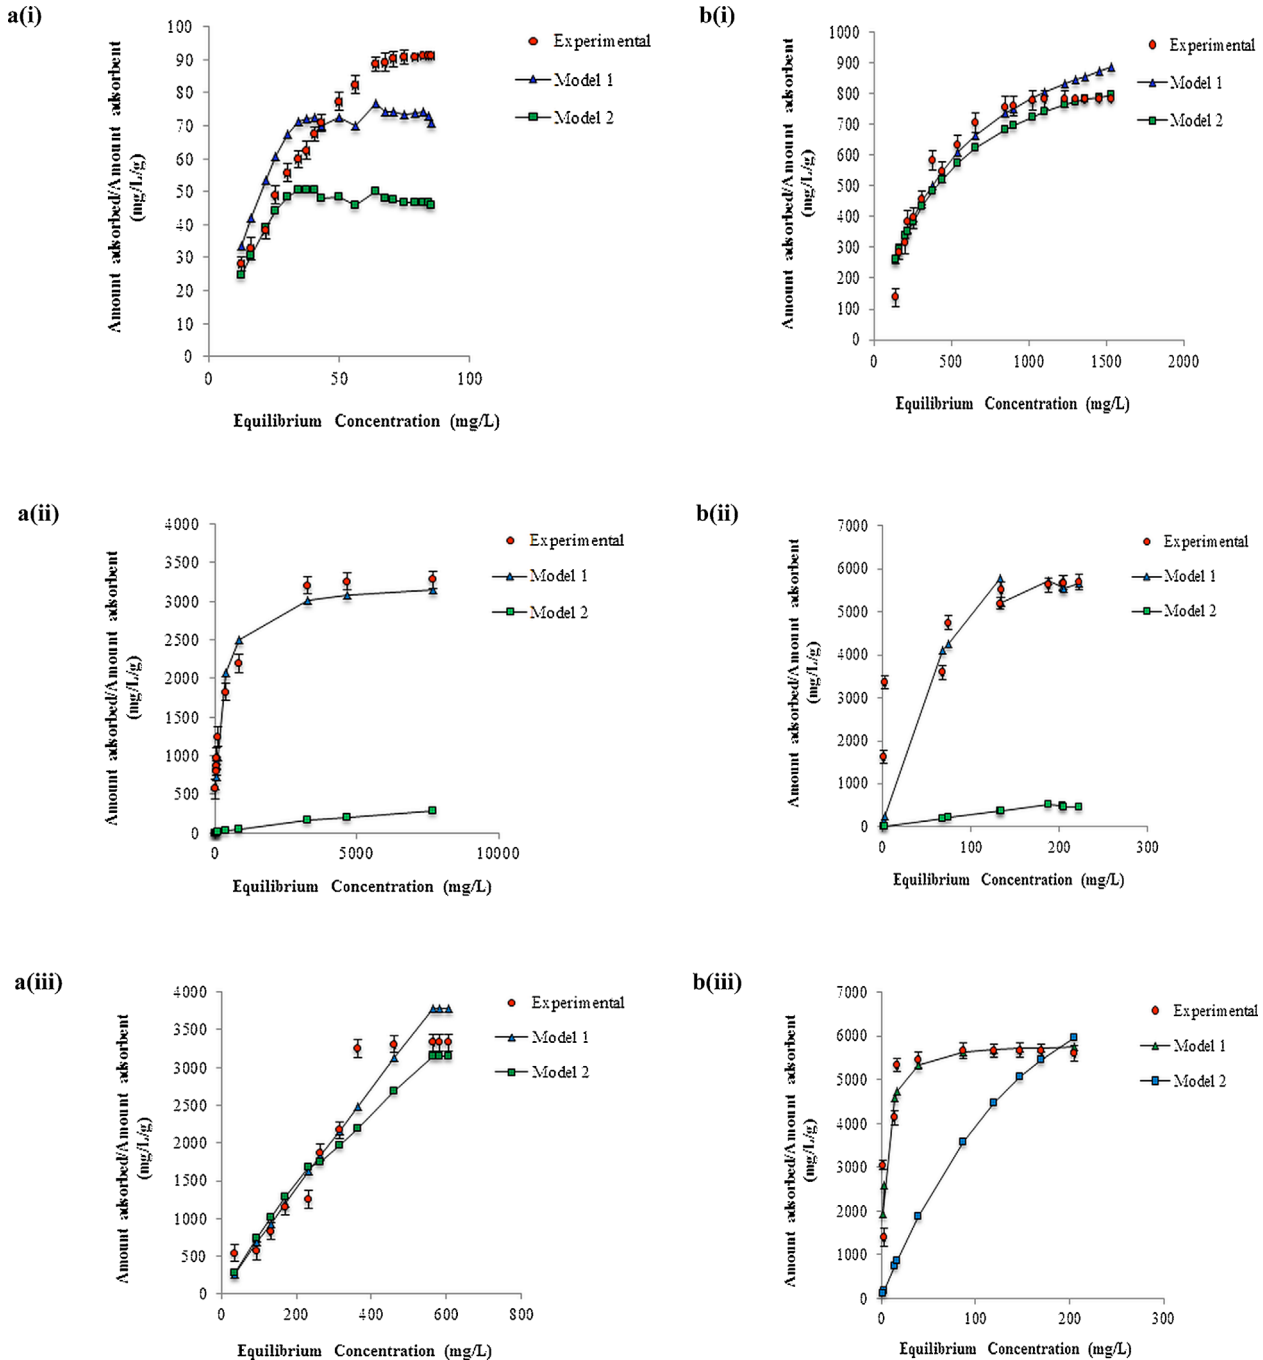 a(i)
Amount adsorbed/Amount adsorbent
(mg/L/g)
100
90
80
70
60
50
40
30
20
10
0
0
50
100
Equilibrium Concentration (mg/L)
Experimental
Model 1
Model 2
b(i)
Amount adsorbed/Amount adsorbent
(mg/L/g)
1000
900
800
700
600
500
400
300
200
100
0
0
500
1000
1500
2000
Equilibrium Concentration (mg/L)
Experimental
Model 1
Model 2
a(ii)
Amount adsorbed/Amount adsorbent
(mg/L/g)
4000
3500
3000
2500
2000
1500
1000
500
0
0
5000
10000
Equilibrium Concentration (mg/L)
Experimental
Model 1
Model 2
b(ii)
Amount adsorbed/Amount adsorbent
(mg/L/g)
7000
6000
5000
4000
3000
2000
1000
0
0
100
200
300
Equilibrium Concentration (mg/L)
Experimental
Model 1
Model 2
a(iii)
Amount adsorbed/Amount adsorbent
(mg/L/g)
4000
3500
3000
2500
2000
1500
1000
500
0
0
200
400
600
800
Equilibrium Concentration (mg/L)
Experimental
Model 1
Model 2
b(iii)
Amount adsorbed/Amount adsorbent
(mg/L/g)
7000
6000
5000
4000
3000
2000
1000
0
0
100
200
300
Equilibrium Concentration (mg/L)
Experimental
Model 1
Model 2